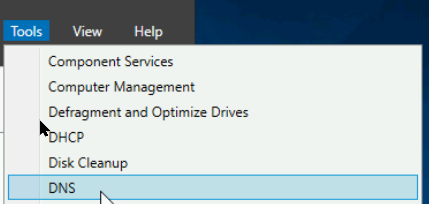 Tools View Help
Component Services
Computer Management
Defragment and Optimize Drives
DHCP
Disk Cleanup
DNS